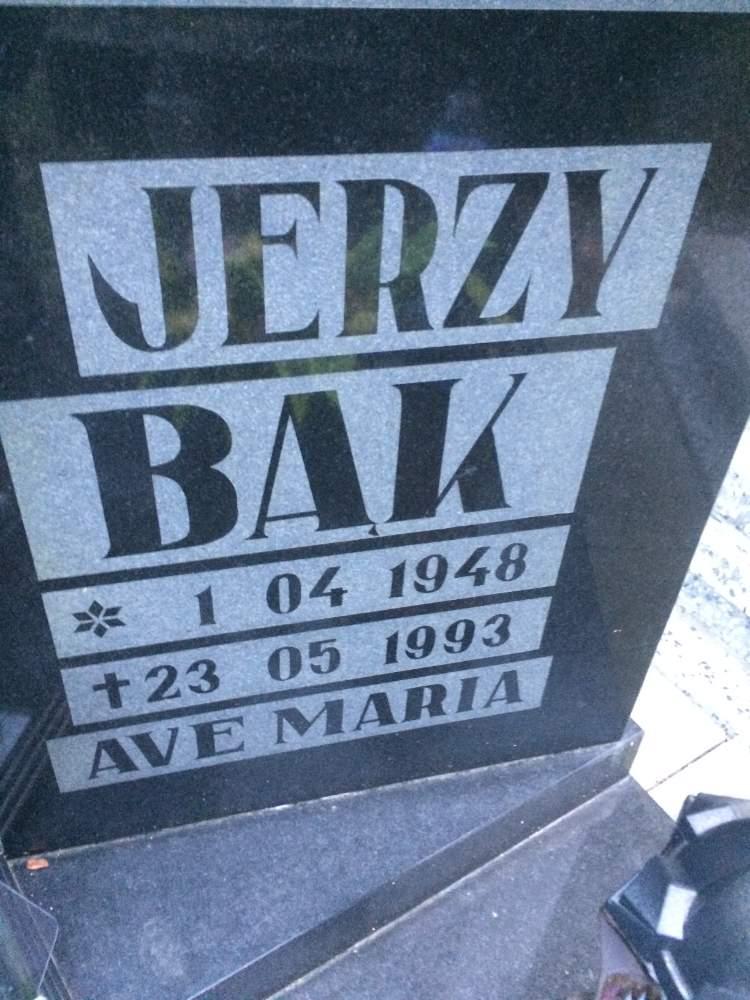 JERZY
BĄK
* 1 04 1948
✝ 23 05 1993
AVE MARIA